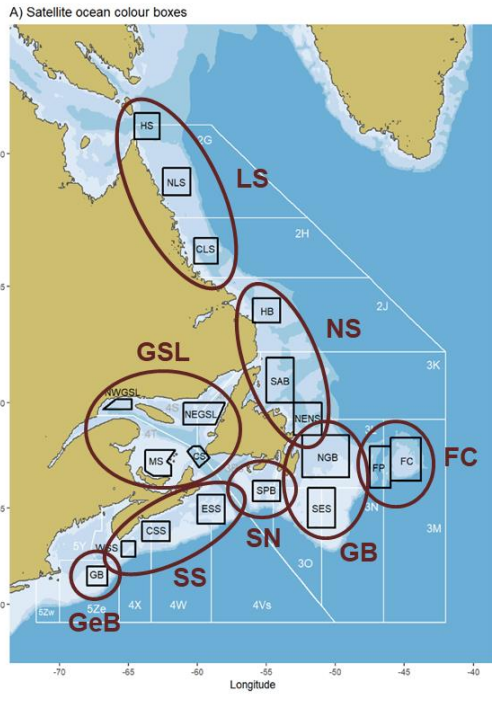 A) Satellite ocean colour boxes
HS
2G
LS
NLS
2H
CLS
2J
HB
NS
GSL
3K
SAB
NWGSL
4S
NEGSL
NENS
4T
MS
CS
NGB
FP
FC
FC
SPB
SES
3N
3M
ESS
SN
GB
CSS
5Y
WSS
SS
3O
GB
GeB
5Zw
5Ze
4X
4W
4Vs
-70
-65
-60
-55
-50
-45
-40
Longitude